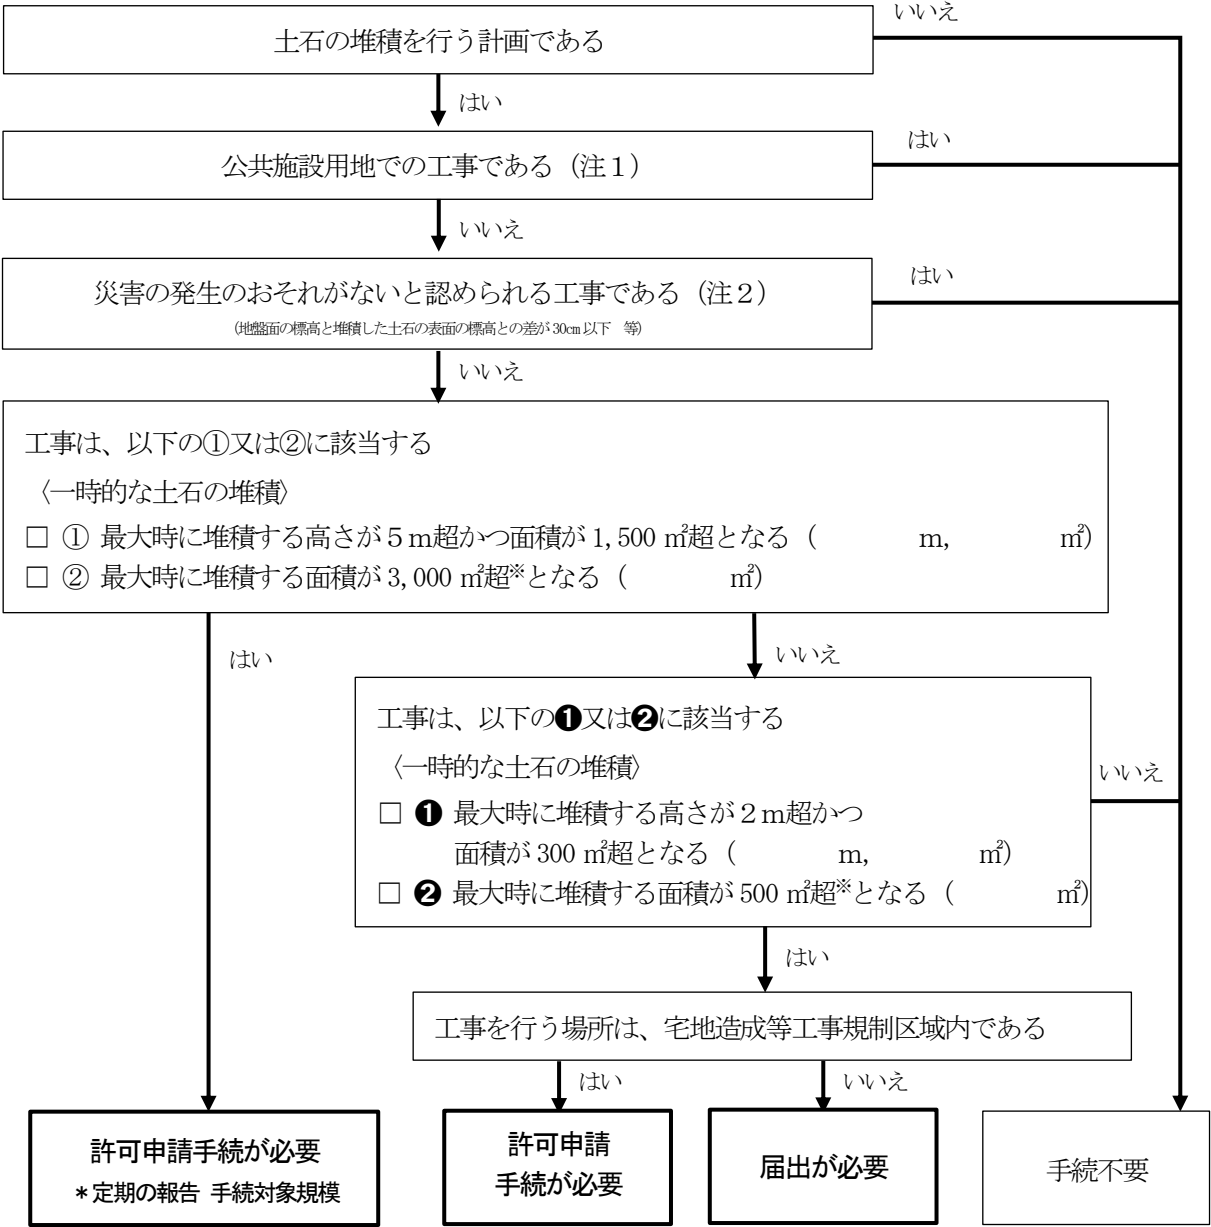 いいえ
土石の堆積を行う計画である
はい
はい
公共施設用地での工事である（注１）
いいえ
はい
災害の発生のおそれがないと認められる工事である（注２）
（地盤面の標高と堆積した土石の表面の標高との差が30㎝以下　等）
いいえ
工事は、以下の①又は②に該当する
〈一時的な土石の堆積〉
□ ① 最大時に堆積する高さが５ｍ超かつ面積が1,500 ㎡超となる（　　　　ｍ,　　　　㎡）
□ ② 最大時に堆積する面積が3,000 ㎡超※となる（　　　　㎡）
はい
いいえ
工事は、以下の❶又は❷に該当する
〈一時的な土石の堆積〉
いいえ
□ ❶ 最大時に堆積する高さが２ｍ超かつ
面積が300 ㎡超となる（　　　　ｍ,　　　　㎡）
□ ❷ 最大時に堆積する面積が500 ㎡超※となる（　　　　㎡）
はい
工事を行う場所は、宅地造成等工事規制区域内である
はい
いいえ
許可申請手続が必要
＊定期の報告 手続対象規模
許可申請
手続が必要
届出が必要
手続不要